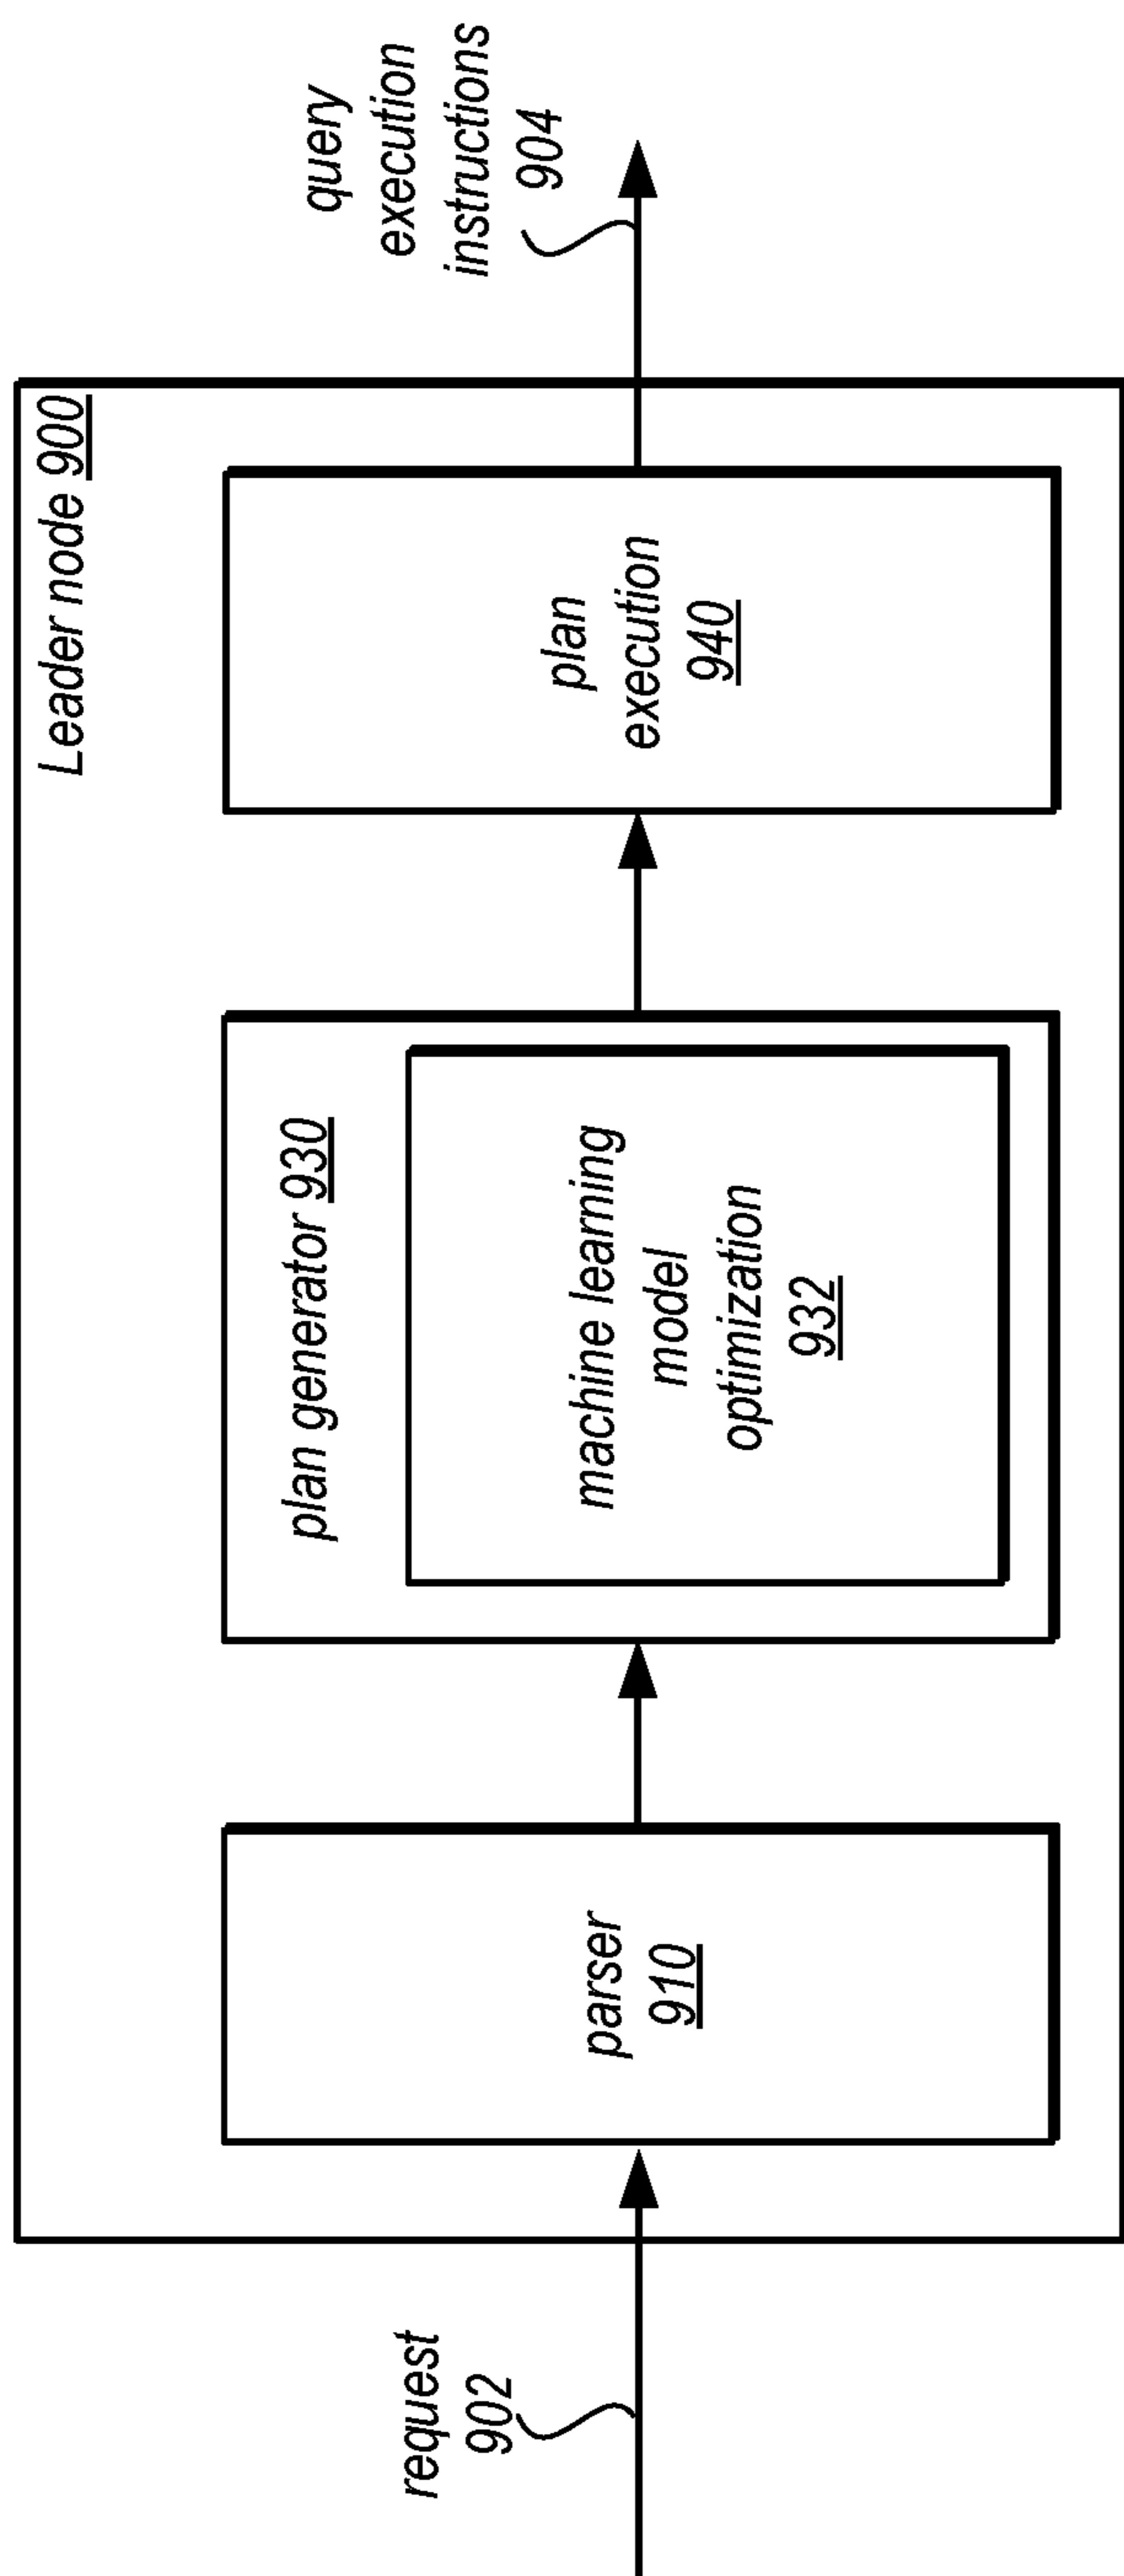 Leader node 900
request
902
parser
910
plan generator 930
machine learning
model
optimization
932
plan
execution
940
query
execution
instructions
904